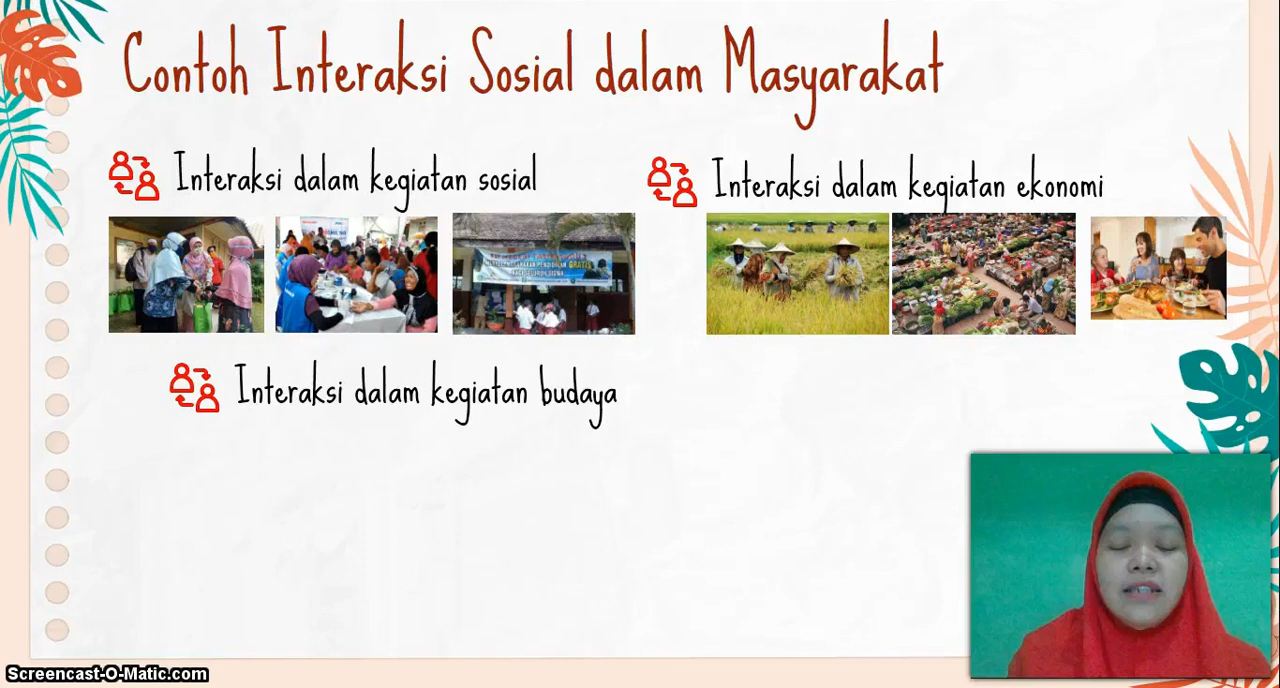 Contoh Interaksi Sosial dalam Masyarakat
Interaksi dalam kegiatan sosial
Interaksi dalam kegiatan ekonomi
GRATIS
Interaksi dalam kegiatan budaya
Screencast-O-Matic.com